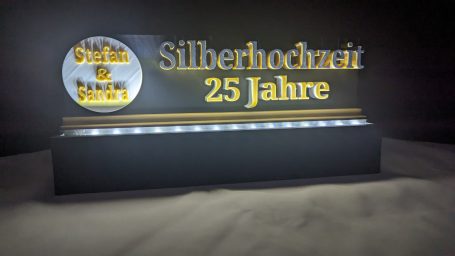 Stefan
&
Sandra
Silberhochzeit
25 Jahre